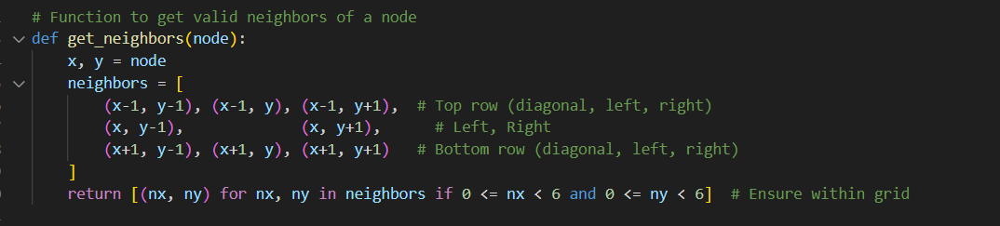 # Function to get valid neighbors of a node
def get_neighbors(node):
    x, y = node
    neighbors = [
        (x-1, y-1), (x-1, y), (x-1, y+1),  # Top row (diagonal, left, right)
        (x, y-1),             (x, y+1),      # Left, Right
        (x+1, y-1), (x+1, y), (x+1, y+1)   # Bottom row (diagonal, left, right)
    ]
    return [(nx, ny) for nx, ny in neighbors if 0 <= nx < 6 and 0 <= ny < 6]  # Ensure within grid